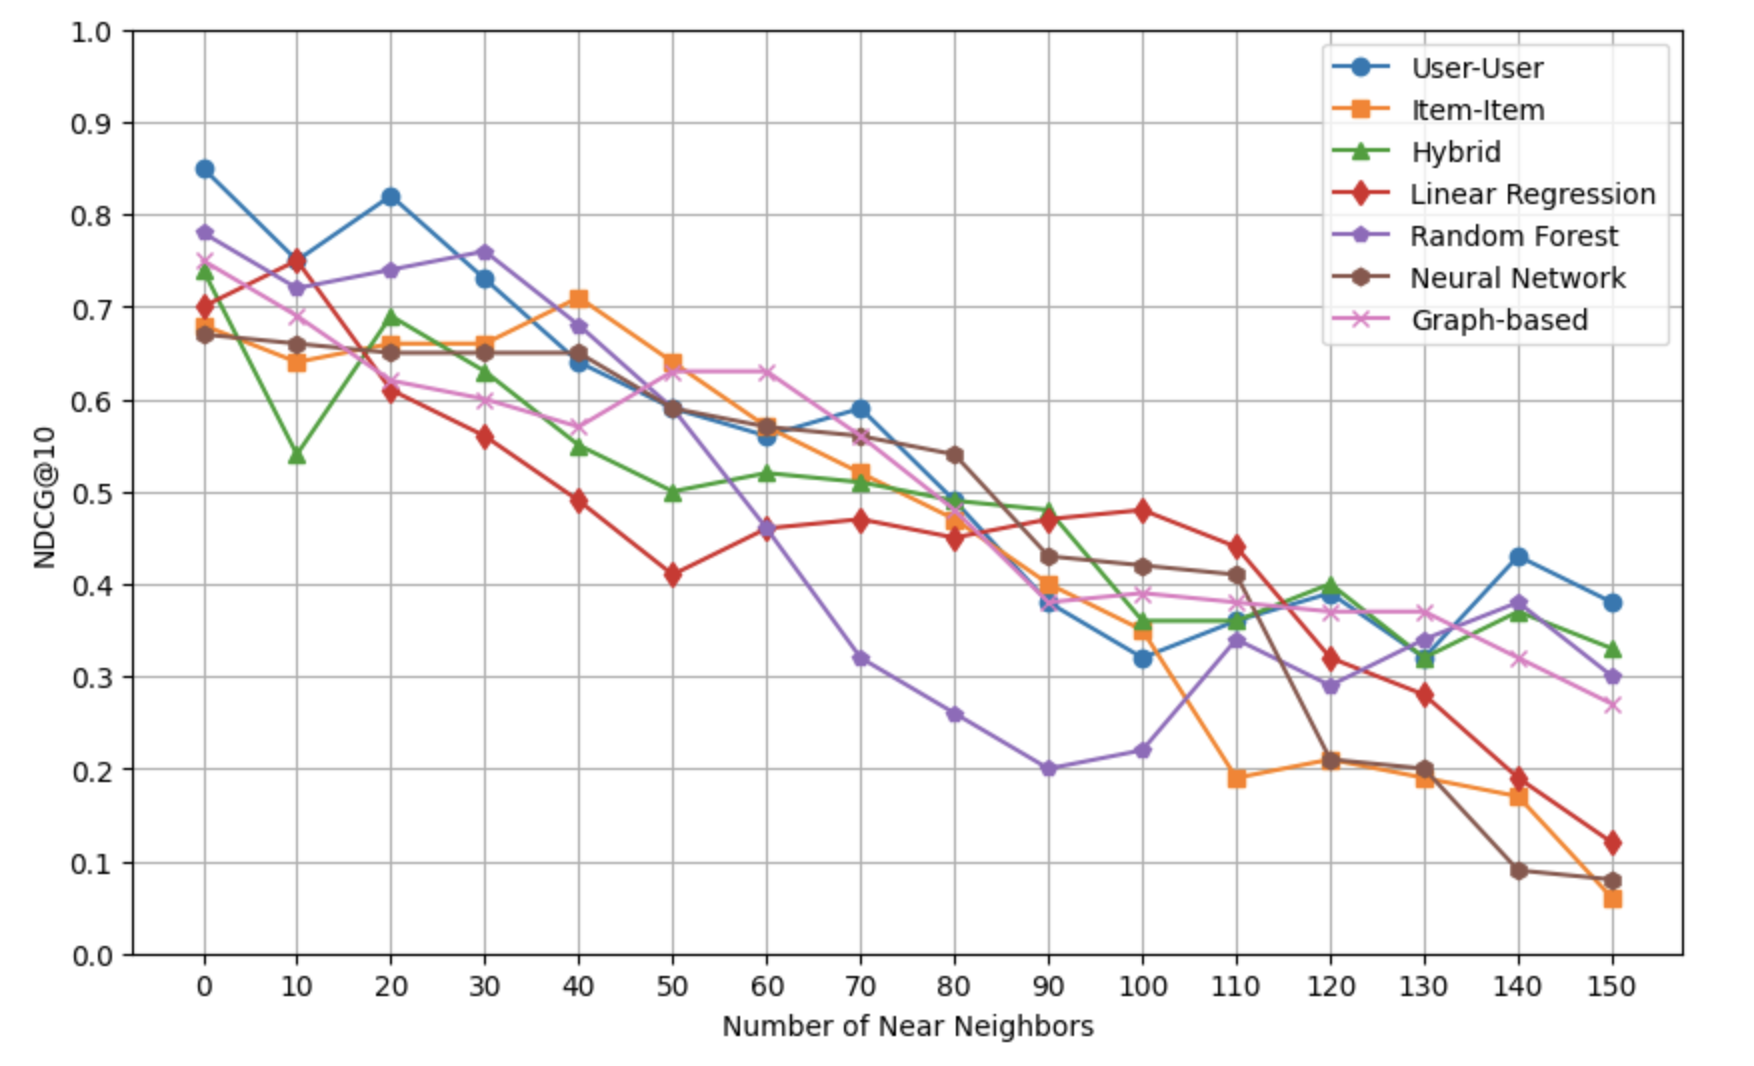 1.0
0.9
0.8
0.7
0.6
0.5
0.4
0.3
0.2
0.1
0.0
NDCG@10
User-User
Item-Item
Hybrid
Linear Regression
Random Forest
Neural Network
Graph-based
0 10 20 30 40 50 60 70 80 90 100 110 120 130 140 150
Number of Near Neighbors